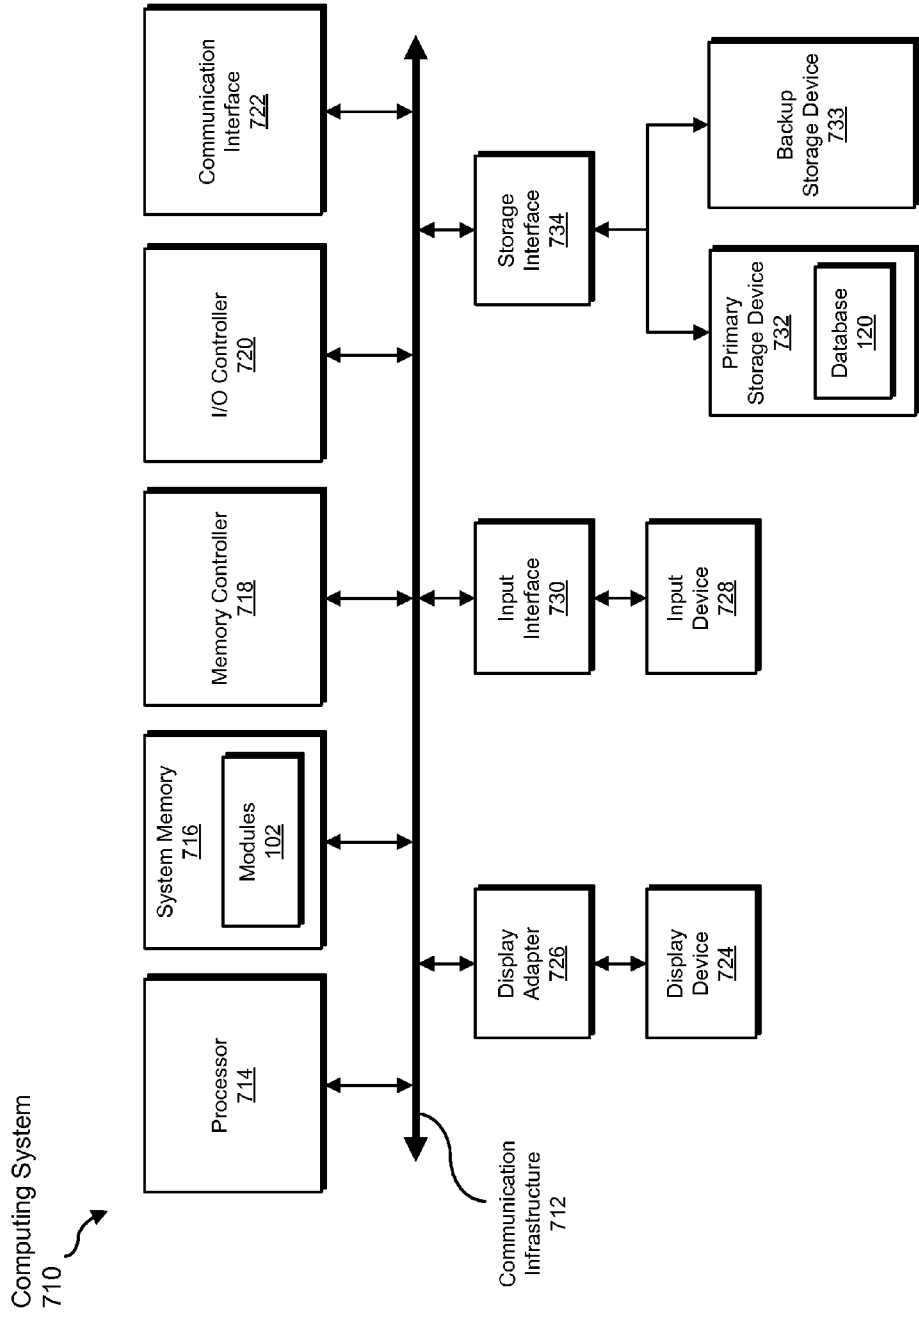 Computing System
710
Processor
714
System Memory
716
Modules
102
Memory Controller
718
I/O Controller
720
Communication
Interface
722
Communication
Infrastructure
712
Display
Adapter
726
Input
Interface
730
Storage
Interface
734
Display
Device
724
Input
Device
728
Primary
Storage Device
732
Database
120
Backup
Storage Device
733